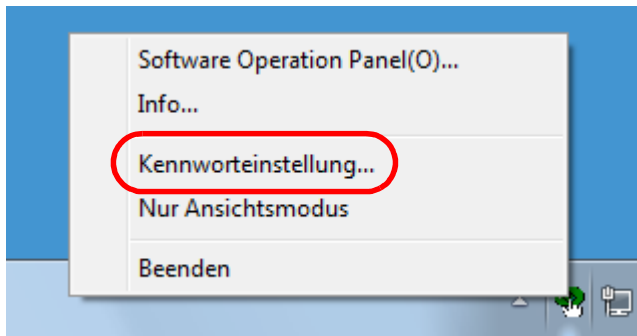 Software Operation Panel(O)...
Info...
Kennworteinstellung...
Nur Ansichtsmodus
Beenden